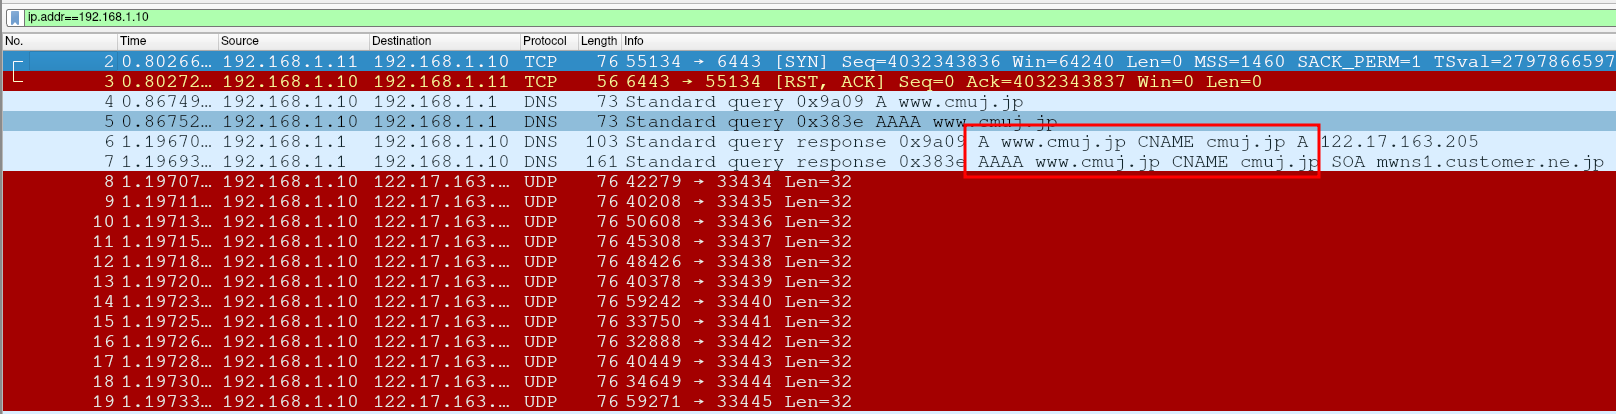 ip.addr==192.168.1.10
No. Time Source Destination Protocol Length Info
2 0.80266… 192.168.1.11 192.168.1.10 TCP 76 55134 → 6443 [SYN] Seq=4032343836 Win=64240 Len=0 MSS=1460 SACK_PERM=1 TSval=2797866597
3 0.80272… 192.168.1.10 192.168.1.11 TCP 56 6443 → 55134 [RST, ACK] Seq=0 Ack=4032343837 Win=0 Len=0
4 0.86749… 192.168.1.10 192.168.1.1 DNS 73 Standard query 0x9a09 A www.cmuj.jp
5 0.86752… 192.168.1.10 192.168.1.1 DNS 73 Standard query 0x383e AAAA www.cmuj.jp
6 1.19670… 192.168.1.1 192.168.1.10 DNS 103 Standard query response 0x9a09 A www.cmuj.jp CNAME cmuj.jp A 122.17.163.205
7 1.19693… 192.168.1.1 192.168.1.10 DNS 161 Standard query response 0x383e AAAA www.cmuj.jp CNAME cmuj.jp SOA mwns1.customer.ne.jp
8 1.19707… 192.168.1.10 122.17.163.… UDP 76 42279 → 33434 Len=32
9 1.19711… 192.168.1.10 122.17.163.… UDP 76 40208 → 33435 Len=32
10 1.19713… 192.168.1.10 122.17.163.… UDP 76 50608 → 33436 Len=32
11 1.19715… 192.168.1.10 122.17.163.… UDP 76 45308 → 33437 Len=32
12 1.19718… 192.168.1.10 122.17.163.… UDP 76 48426 → 33438 Len=32
13 1.19720… 192.168.1.10 122.17.163.… UDP 76 40378 → 33439 Len=32
14 1.19723… 192.168.1.10 122.17.163.… UDP 76 59242 → 33440 Len=32
15 1.19725… 192.168.1.10 122.17.163.… UDP 76 33750 → 33441 Len=32
16 1.19726… 192.168.1.10 122.17.163.… UDP 76 32888 → 33442 Len=32
17 1.19728… 192.168.1.10 122.17.163.… UDP 76 40449 → 33443 Len=32
18 1.19730… 192.168.1.10 122.17.163.… UDP 76 34649 → 33444 Len=32
19 1.19733… 192.168.1.10 122.17.163.… UDP 76 59271 → 33445 Len=32